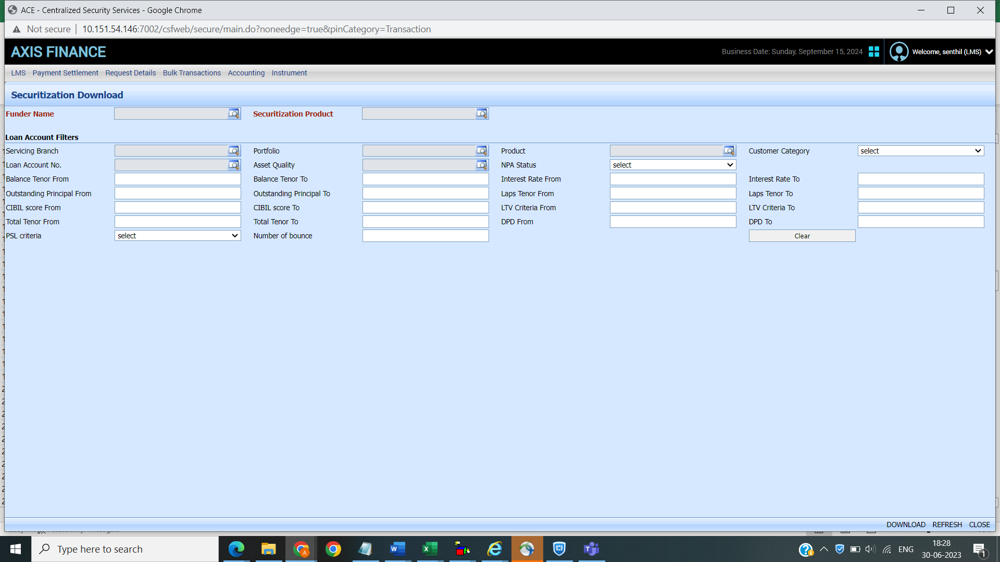 ACE - Centralized Security Services - Google Chrome
Not secure | 10.151.54.146:7002/csfweb/secure/main.do?noneedge=true&pinCategory=Transaction
AXIS FINANCE Business Date: Sunday, September 15, 2024 Welcome, senthil (LMS)
LMS Payment Settlement Request Details Bulk Transactions Accounting Instrument
Securitization Download
Funder Name Securitization Product
Loan Account Filters
Servicing Branch Portfolio Product Customer Category select
Loan Account No. Asset Quality NPA Status select
Balance Tenor From Balance Tenor To Interest Rate From Interest Rate To
Outstanding Principal From Outstanding Principal To Laps Tenor From Laps Tenor To
CIBIL score From CIBIL score To LTV Criteria From LTV Criteria To
Total Tenor From Total Tenor To DPD From DPD To
PSL criteria select Number of bounce Clear
DOWNLOAD REFRESH CLOSE
Type here to search ENG 18:28
30-06-2023 1